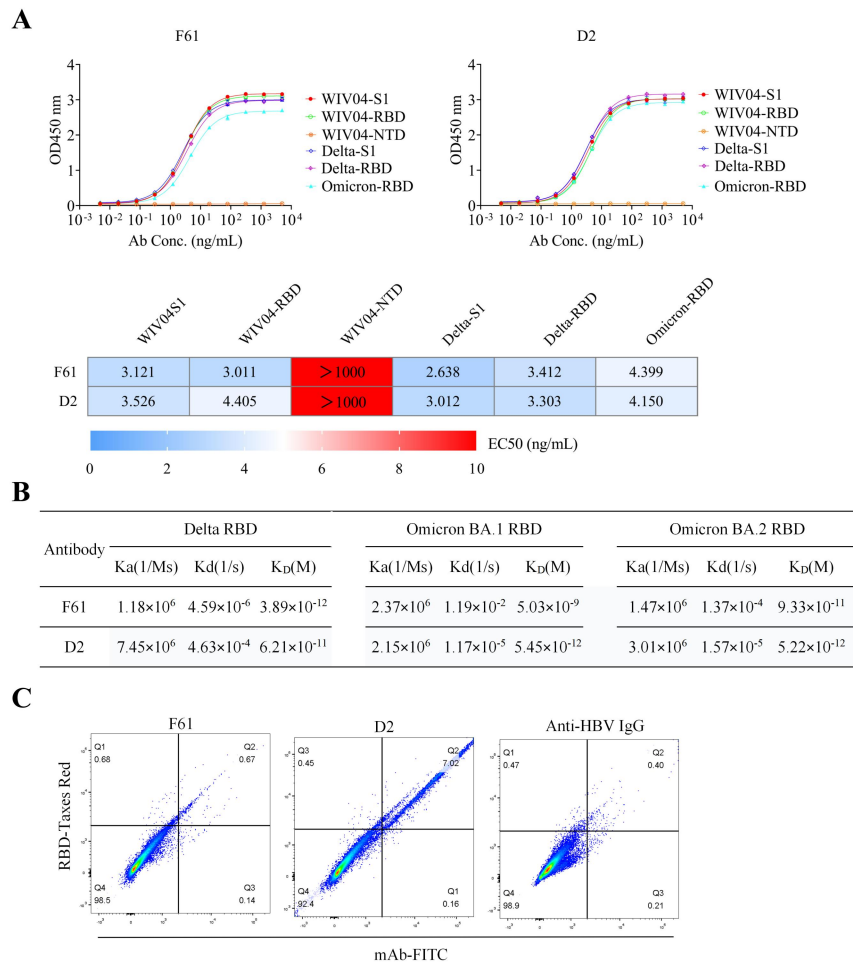 A
F61
D2
4
3
2
1
0
OD450 nm
10-3 10-2 10-1 100 101 102 103 104
Ab Conc. (ng/mL)
WIV04-S1
WIV04-RBD
WIV04-NTD
Delta-S1
Delta-RBD
Omicron-RBD
4
3
2
1
0
OD450 nm
10-3 10-2 10-1 100 101 102 103 104
Ab Conc. (ng/mL)
WIV04-S1
WIV04-RBD
WIV04-NTD
Delta-S1
Delta-RBD
Omicron-RBD
WIV04S1 WIV04-RBD WIV04-NTD Delta-S1 Delta-RBD Omicron-RBD
F61 3.121 3.011 >1000 2.638 3.412 4.399
D2 3.526 4.405 >1000 3.012 3.303 4.150
EC50 (ng/mL)
0 2 4 6 8 10
B
Delta RBD Omicron BA.1 RBD Omicron BA.2 RBD
Antibody
Ka(1/Ms) Kd(1/s) KD(M) Ka(1/Ms) Kd(1/s) KD(M) Ka(1/Ms) Kd(1/s) KD(M)
F61 1.18×10⁶ 4.59×10⁻⁶ 3.89×10⁻¹² 2.37×10⁶ 1.19×10⁻² 5.03×10⁻⁹ 1.47×10⁶ 1.37×10⁻⁴ 9.33×10⁻¹¹
D2 7.45×10⁶ 4.63×10⁻⁴ 6.21×10⁻¹¹ 2.15×10⁶ 1.17×10⁻⁵ 5.45×10⁻¹² 3.01×10⁶ 1.57×10⁻⁵ 5.22×10⁻¹²
C
F61
D2
Anti-HBV IgG
RBD-Taxes Red
Q1
0.68
Q2
0.67
Q4
98.5
Q3
0.14
Q3
0.45
Q2
7.02
Q4
92.4
Q1
0.16
Q1
0.47
Q2
0.40
Q4
98.9
Q3
0.21
mAb-FITC